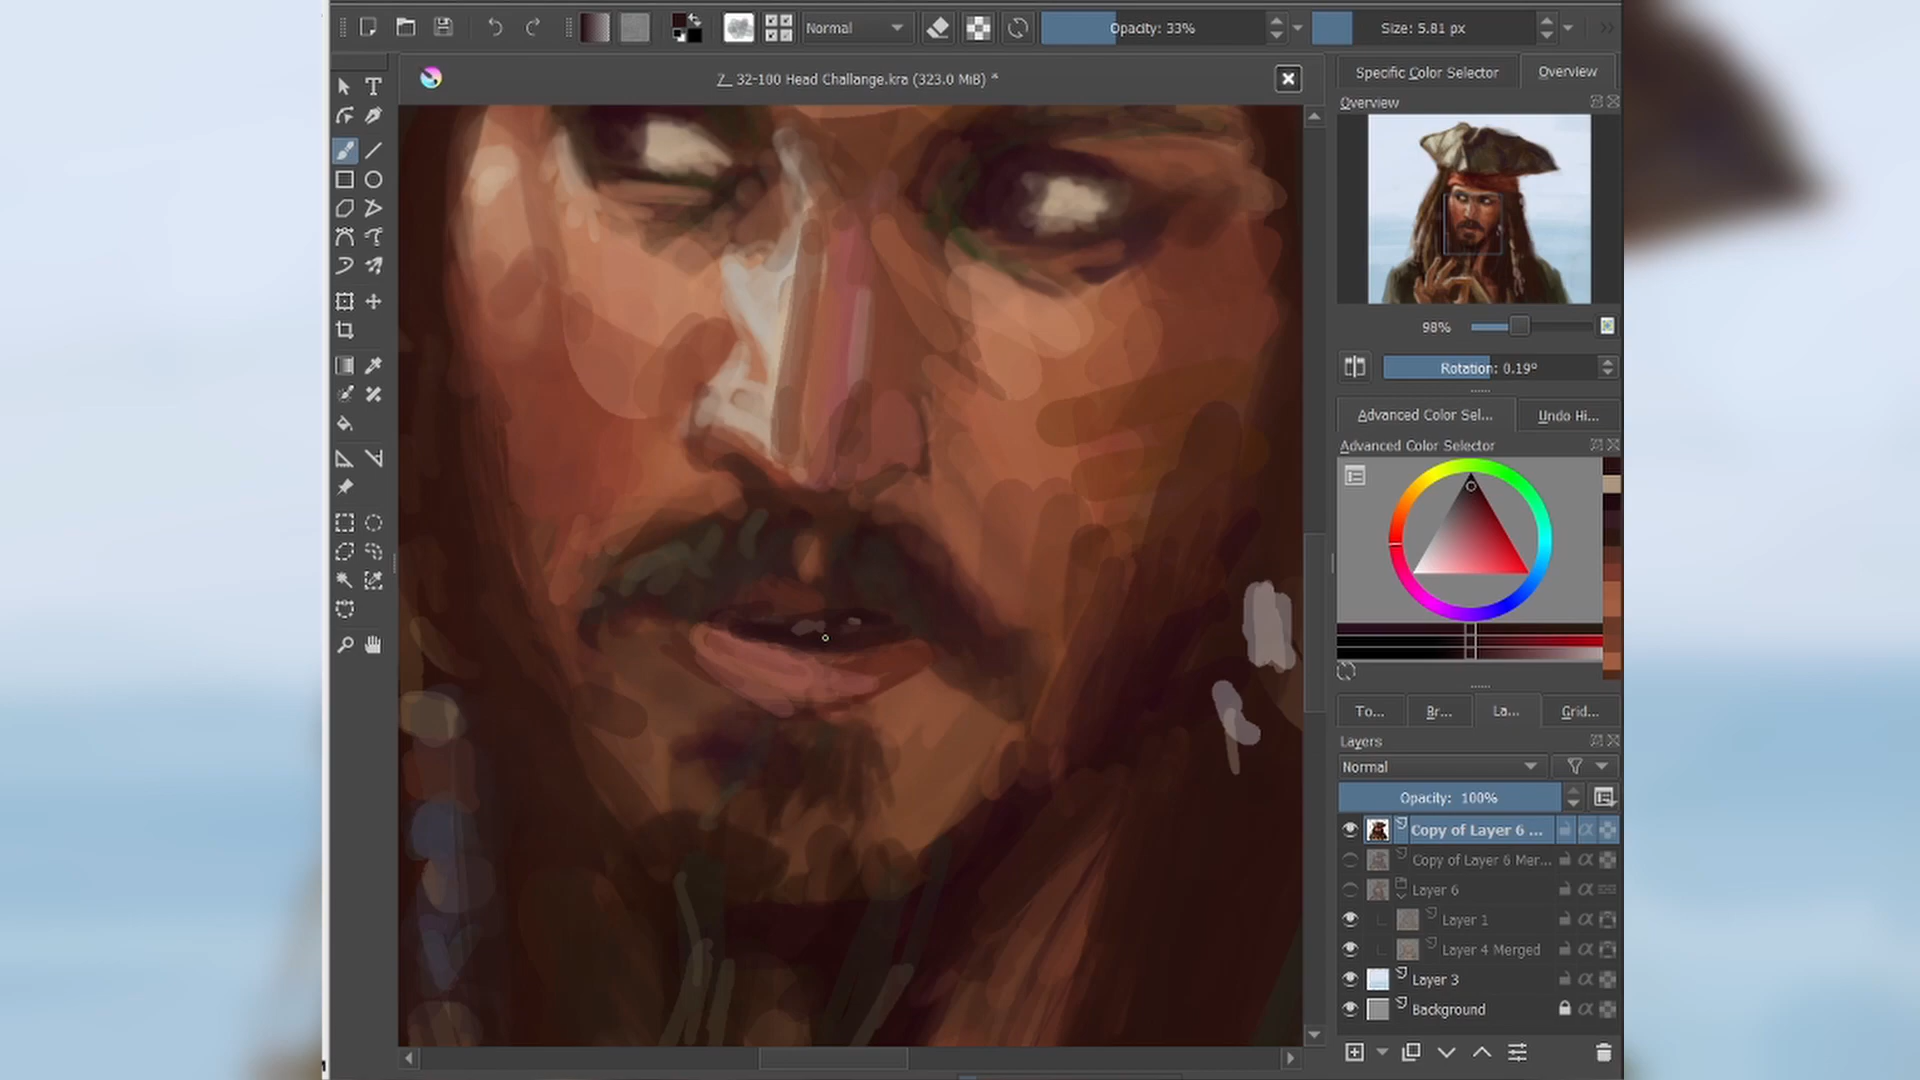 Normal
Opacity: 33%
Size: 5.81 px
7_ 32-100 Head Challange.kra (323.0 MiB) *
Specific Color Selector
Overview
Overview
98%
Rotation: 0.19°
Advanced Color Sel...
Undo Hi...
Advanced Color Selector
To...
Br...
La...
Grid...
Layers
Normal
Opacity: 100%
Copy of Layer 6 ...
Copy of Layer 6 Mer...
Layer 6
Layer 1
Layer 4 Merged
Layer 3
Background